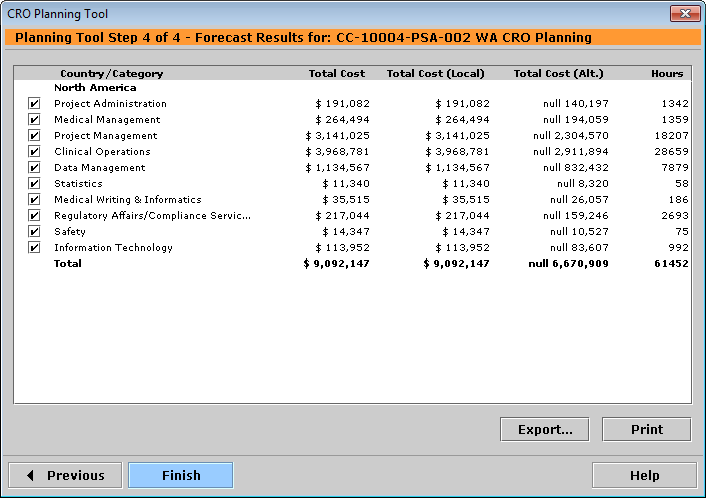 CRO Planning Tool
Planning Tool Step 4 of 4 - Forecast Results for: CC-10004-PSA-002 WA CRO Planning
Country/Category Total Cost Total Cost (Local) Total Cost (Alt.) Hours
North America
Project Administration $ 191,082 $ 191,082 null 140,197 1342
Medical Management $ 264,494 $ 264,494 null 194,059 1359
Project Management $ 3,141,025 $ 3,141,025 null 2,304,570 18207
Clinical Operations $ 3,968,781 $ 3,968,781 null 2,911,894 28659
Data Management $ 1,134,567 $ 1,134,567 null 832,432 7879
Statistics $ 11,340 $ 11,340 null 8,320 58
Medical Writing & Informatics $ 35,515 $ 35,515 null 26,057 186
Regulatory Affairs/Compliance Servic... $ 217,044 $ 217,044 null 159,246 2693
Safety $ 14,347 $ 14,347 null 10,527 75
Information Technology $ 113,952 $ 113,952 null 83,607 992
Total $ 9,092,147 $ 9,092,147 null 6,670,909 61452
Export... Print
Previous Finish Help